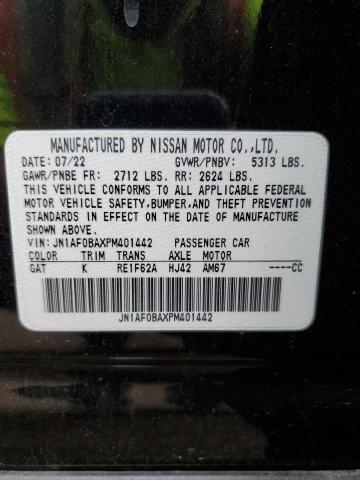 MANUFACTURED BY NISSAN MOTOR CO.,LTD.
DATE: 07/22 GVWR/PNBV: 5313 LBS.
GAWR/PNBE FR: 2712 LBS. RR: 2624 LBS.
THIS VEHICLE CONFORMS TO ALL APPLICABLE FEDERAL
MOTOR VEHICLE SAFETY,BUMPER,AND THEFT PREVENTION
STANDARDS IN EFFECT ON THE DATE OF MANUFACTURE
SHOWN ABOVE.
VIN: JN1AF0BAXPM401442 PASSENGER CAR
COLOR TRIM TRANS AXLE MOTOR
GAT K RE1F62A HJ42 AM67 ----CC
JN1AF0BAXPM401442